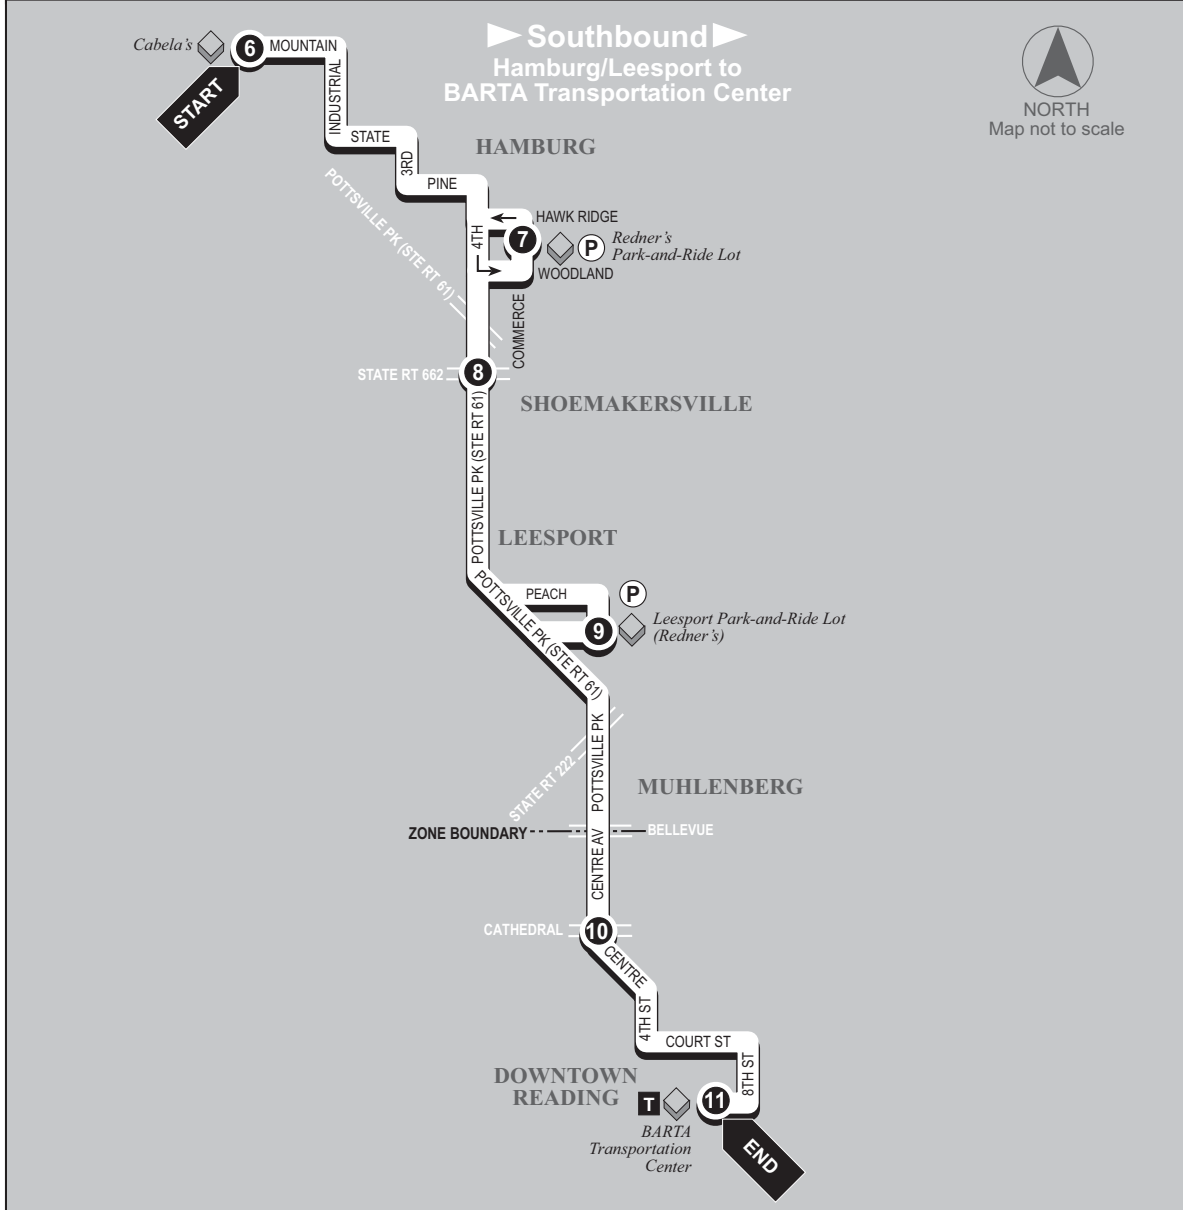 Southbound
Hamburg/Leesport to
BARTA Transportation Center
NORTH
Map not to scale
Cabela's
6
MOUNTAIN
START
INDUSTRIAL
STATE
HAMBURG
3RD
PINE
POTTSVILLE PK (STE RT 61)
4TH
HAWK RIDGE
7
P
Redner's
Park-and-Ride Lot
WOODLAND
COMMERCE
STATE RT 662
8
SHOEMAKERSVILLE
POTTSVILLE PK (STE RT 61)
LEESPORT
POTTSVILLE PK (STE RT 61)
PEACH
P
9
Leesport Park-and-Ride Lot
(Redner's)
POTTSVILLE PK
STATE RT 222
MUHLENBERG
ZONE BOUNDARY
BELLEVUE
CENTRE AV
CATHEDRAL
10
CENTRE
4TH ST
COURT ST
8TH ST
DOWNTOWN
READING
T
11
BARTA
Transportation
Center
END